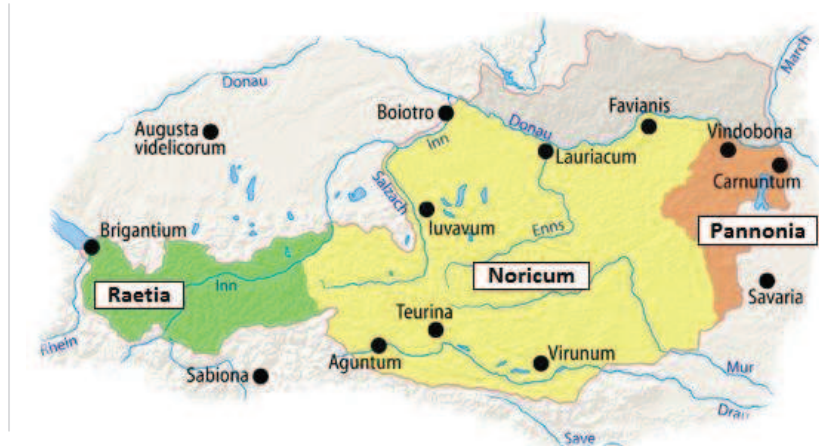 Donau
March
Boiotro
Favianis
Augusta
videlicorum
Donau
Vindobona
Inn
Lauriacum
Carnuntum
Salzach
Iuvavum
Brigantium
Enns
Pannonia
Inn
Noricum
Raetia
Savaria
Teurina
Rhein
Aguntum
Virunum
Mur
Sabiona
Drau
Save